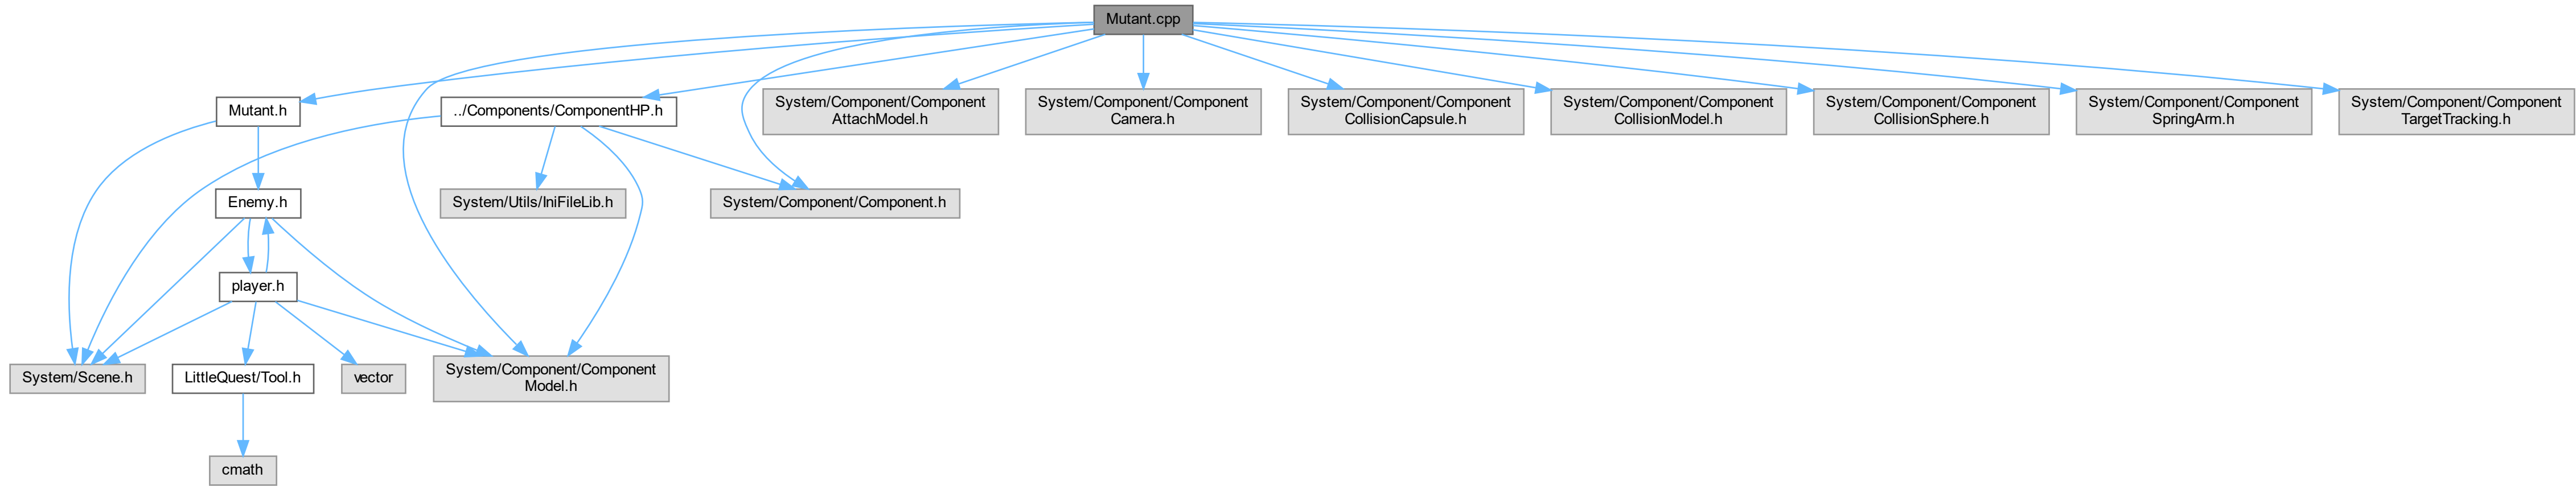 Mutant.cpp
Mutant.h
../Components/ComponentHP.h
System/Component/Component
AttachModel.h
System/Component/Component
Camera.h
System/Component/Component
CollisionCapsule.h
System/Component/Component
CollisionModel.h
System/Component/Component
CollisionSphere.h
System/Component/Component
SpringArm.h
System/Component/Component
TargetTracking.h
Enemy.h
System/Utils/IniFileLib.h
System/Component/Component.h
player.h
System/Scene.h
LittleQuest/Tool.h
vector
System/Component/Component
Model.h
cmath